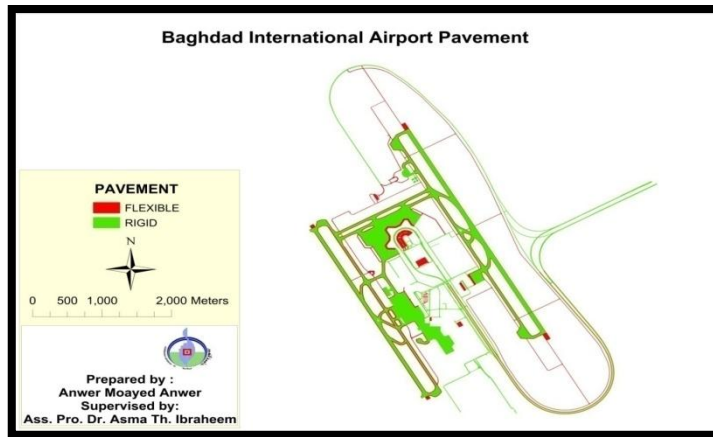 Baghdad International Airport Pavement
PAVEMENT
FLEXIBLE
RIGID
N
0 500 1,000 2,000 Meters
Prepared by :
Anwer Moayed Anwer
Supervised by:
Ass. Pro. Dr. Asma Th. Ibraheem